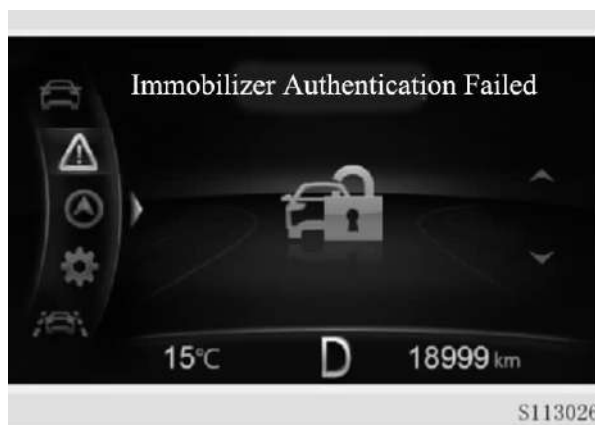 Immobilizer Authentication Failed
15℃ D 18999 km
S113026